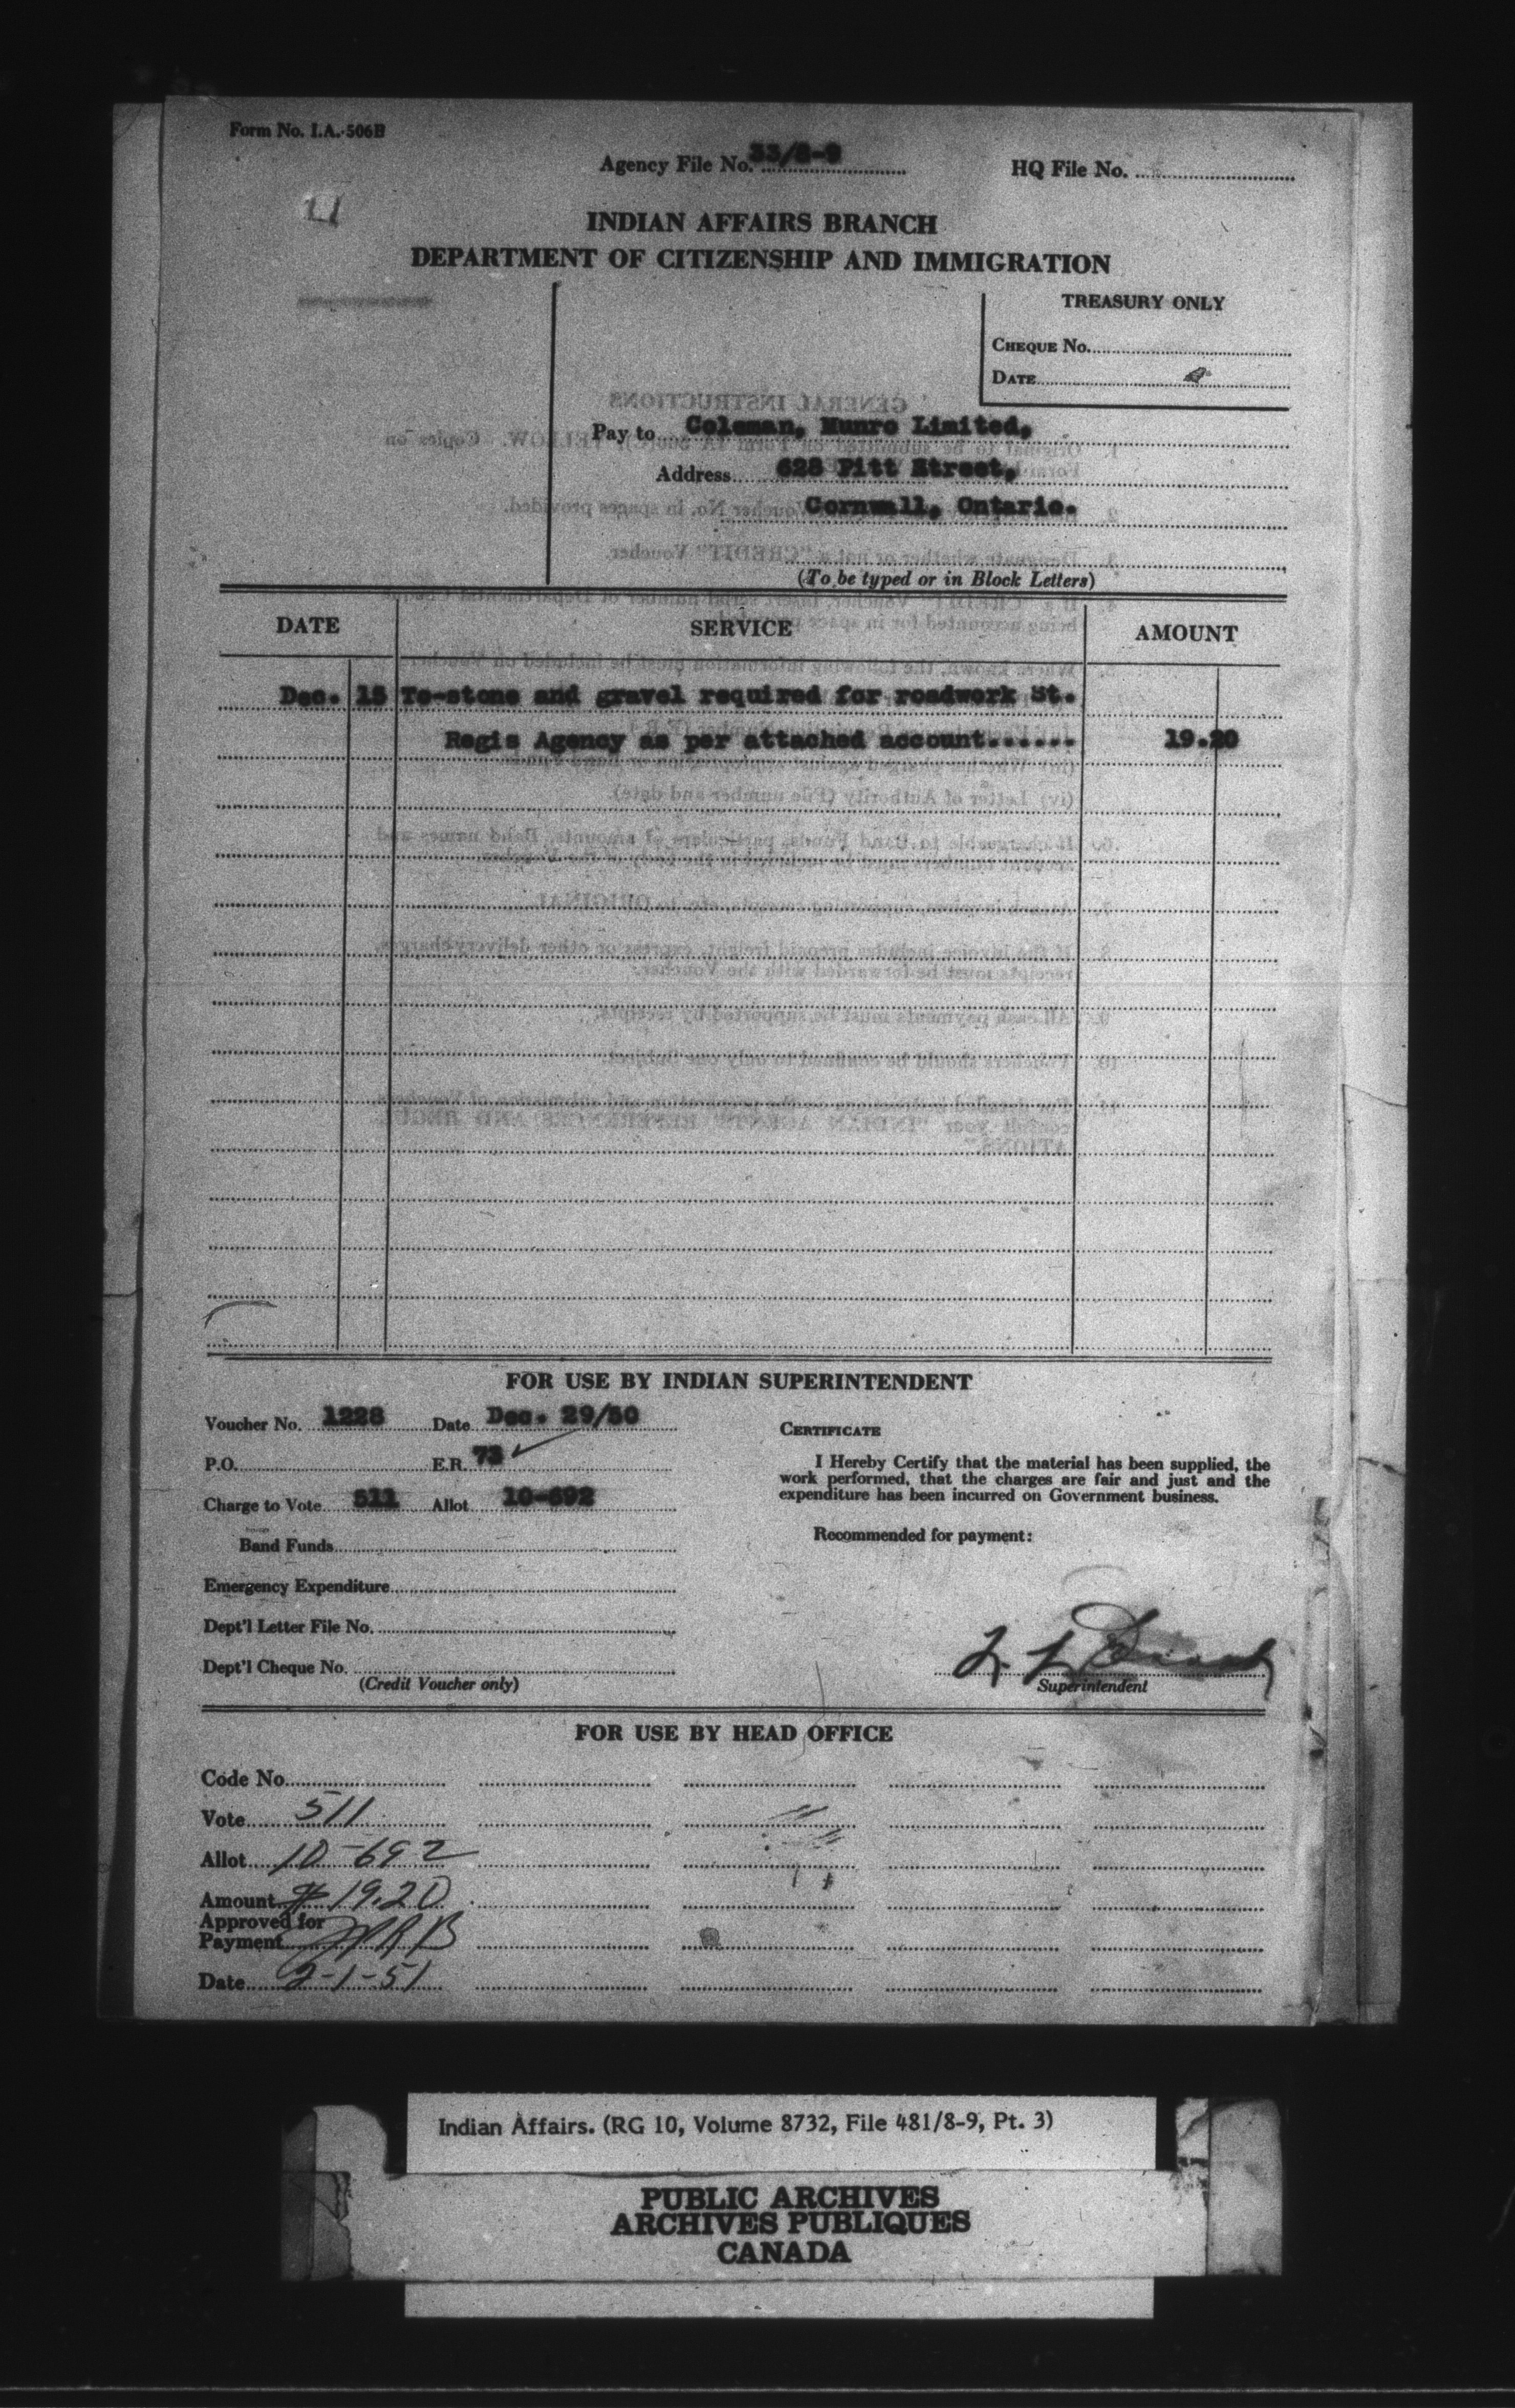 Form No. I.A. 506B
Agency File No. 33/8-9
HQ File No.
INDIAN AFFAIRS BRANCH
DEPARTMENT OF CITIZENSHIP AND IMMIGRATION
TREASURY ONLY
CHEQUE No.
DATE
Pay to Coleman, Munro Limited,
Address 628 Pitt Street,
Cornwall, Ontario.
(To be typed or in Block Letters)
DATE SERVICE AMOUNT
Dec. 15 To-stone and gravel required for roadwork St.
Regis Agency as per attached account...... 19.20
FOR USE BY INDIAN SUPERINTENDENT
Voucher No. 1228 Date Dec. 29/50
P.O. E.R. 73
Charge to Vote 511 Allot 10-692
Band Funds
Emergency Expenditure
Dept'l Letter File No.
Dept'l Cheque No.
(Credit Voucher only)
CERTIFICATE
I Hereby Certify that the material has been supplied, the
work performed, that the charges are fair and just and the
expenditure has been incurred on Government business.
Recommended for payment:
Superintendent
FOR USE BY HEAD OFFICE
Code No.
Vote 511
Allot 10-692
Amount $19.20
Approved for
Payment
Date 2-1-51
Indian Affairs. (RG 10, Volume 8732, File 481/8-9, Pt. 3)
PUBLIC ARCHIVES
ARCHIVES PUBLIQUES
CANADA